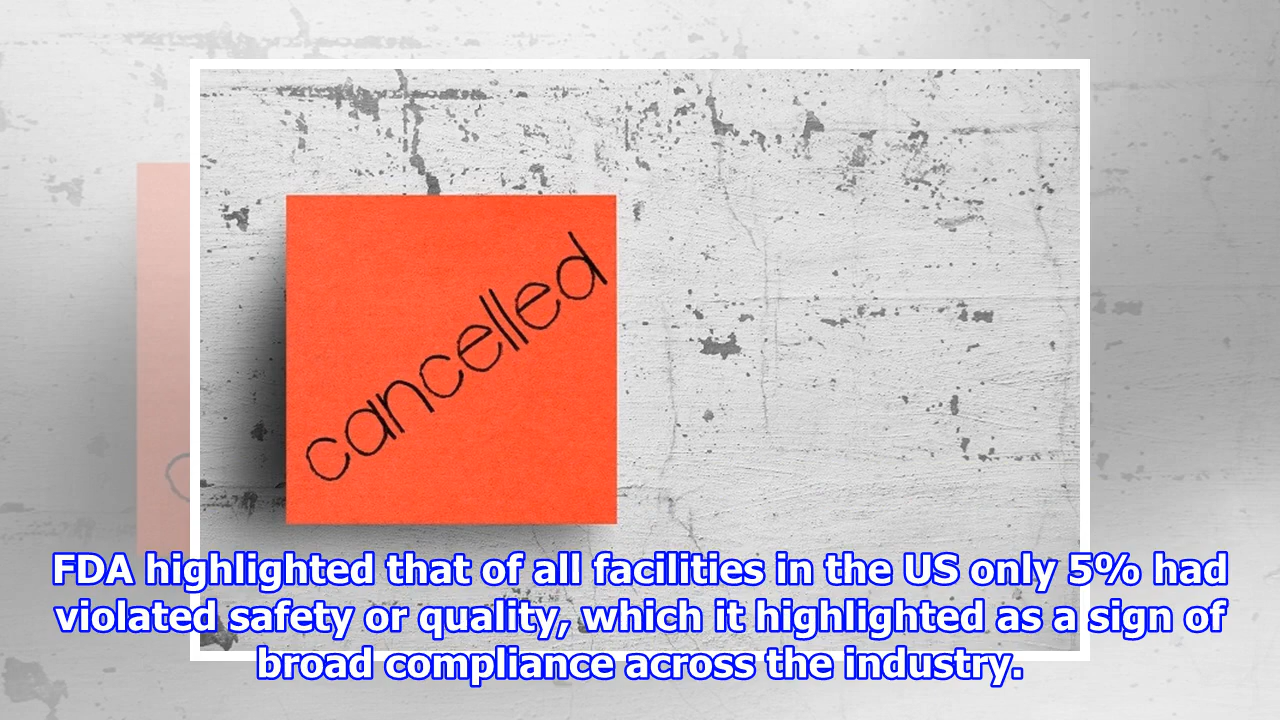 cancelled
FDA highlighted that of all facilities in the US only 5% had
violated safety or quality, which it highlighted as a sign of
broad compliance across the industry.